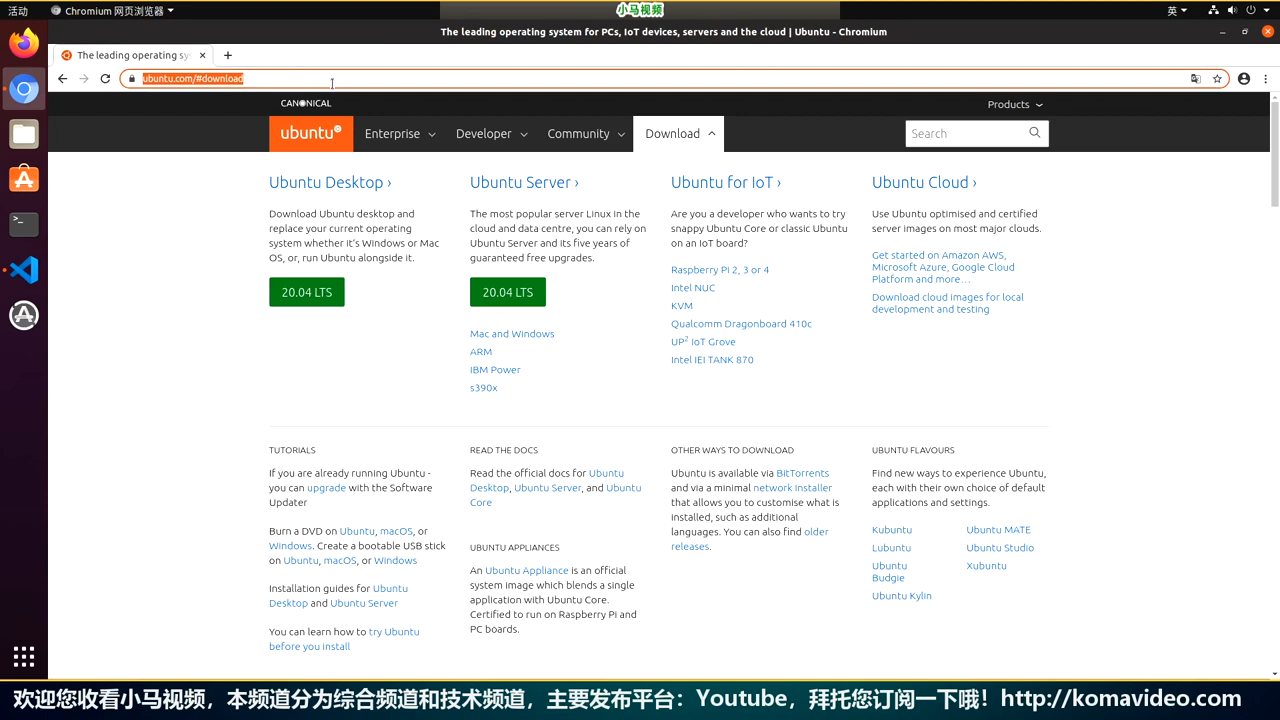 活动
Chromium 网页浏览器
小马视频
英
The leading operating system for PCs, IoT devices, servers and the cloud | Ubuntu - Chromium
The leading operating sy
ubuntu.com/#download
CANONICAL
Products
ubuntu
Enterprise
Developer
Community
Download
Search
Ubuntu Desktop ›
Download Ubuntu desktop and
replace your current operating
system whether it's Windows or Mac
OS, or, run Ubuntu alongside it.
20.04 LTS
Ubuntu Server ›
The most popular server Linux in the
cloud and data centre, you can rely on
Ubuntu Server and its five years of
guaranteed free upgrades.
20.04 LTS
Mac and Windows
ARM
IBM Power
s390x
Ubuntu for IoT ›
Are you a developer who wants to try
snappy Ubuntu Core or classic Ubuntu
on an IoT board?
Raspberry Pi 2, 3 or 4
Intel NUC
KVM
Qualcomm Dragonboard 410c
UP² IoT Grove
Intel IEI TANK 870
Ubuntu Cloud ›
Use Ubuntu optimised and certified
server images on most major clouds.
Get started on Amazon AWS,
Microsoft Azure, Google Cloud
Platform and more…
Download cloud images for local
development and testing
TUTORIALS
If you are already running Ubuntu -
you can upgrade with the Software
Updater
Burn a DVD on Ubuntu, macOS, or
Windows. Create a bootable USB stick
on Ubuntu, macOS, or Windows
Installation guides for Ubuntu
Desktop and Ubuntu Server
You can learn how to try Ubuntu
before you install
READ THE DOCS
Read the official docs for Ubuntu
Desktop, Ubuntu Server, and Ubuntu
Core
UBUNTU APPLIANCES
An Ubuntu Appliance is an official
system image which blends a single
application with Ubuntu Core.
Certified to run on Raspberry Pi and
PC boards.
OTHER WAYS TO DOWNLOAD
Ubuntu is available via BitTorrents
and via a minimal network installer
that allows you to customise what is
installed, such as additional
languages. You can also find older
releases.
UBUNTU FLAVOURS
Find new ways to experience Ubuntu,
each with their own choice of default
applications and settings.
Kubuntu
Lubuntu
Ubuntu
Budgie
Ubuntu Kylin
Ubuntu MATE
Ubuntu Studio
Xubuntu
欢迎您收看小马视频，本频道分为综合频道和技术频道，主要发布平台：Youtube，拜托您订阅一下哦！http://komavideo.com